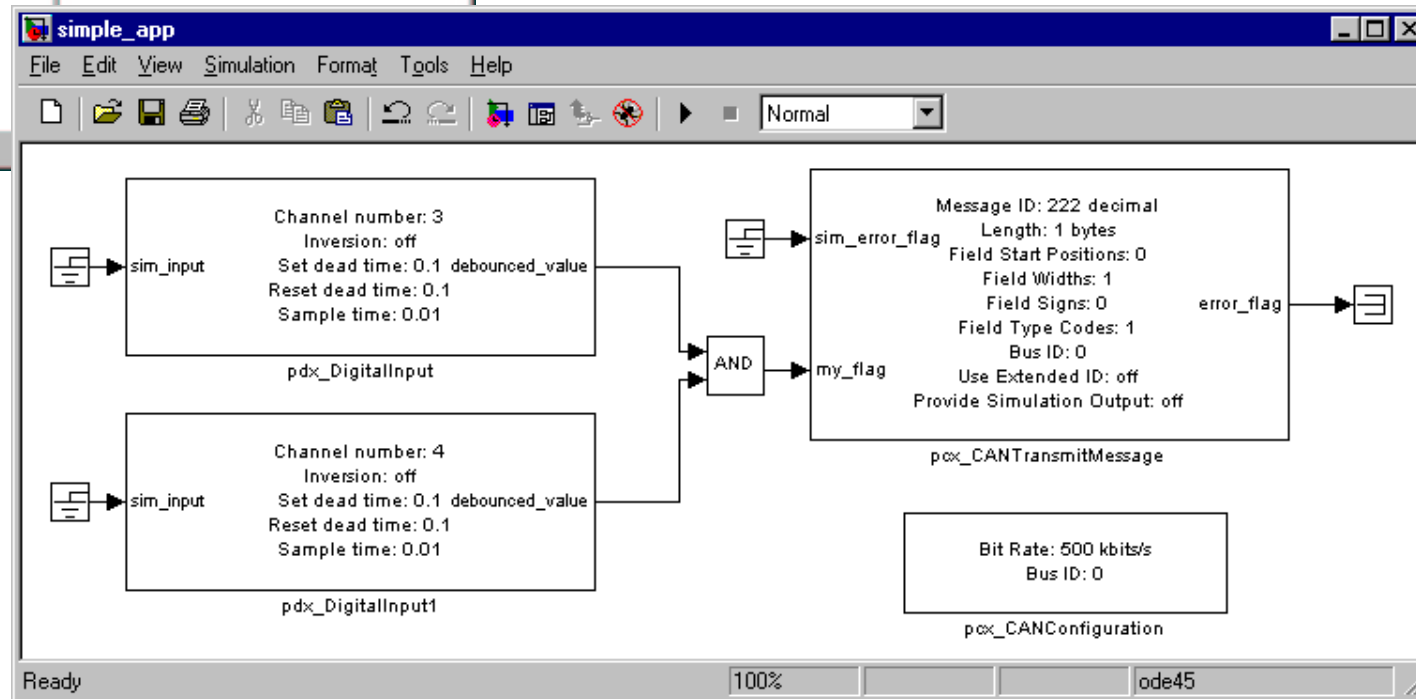 simple_app
File Edit View Simulation Format Tools Help
Normal
Channel number: 3
Inversion: off
sim_input Set dead time: 0.1 debounced_value
Reset dead time: 0.1
Sample time: 0.01
pdx_DigitalInput
Channel number: 4
Inversion: off
sim_input Set dead time: 0.1 debounced_value
Reset dead time: 0.1
Sample time: 0.01
pdx_DigitalInput1
AND
Message ID: 222 decimal
Length: 1 bytes
sim_error_flag
Field Start Positions: 0
Field Widths: 1
Field Signs: 0
error_flag
Field Type Codes: 1
Bus ID: 0
my_flag
Use Extended ID: off
Provide Simulation Output: off
pcx_CANTransmitMessage
Bit Rate: 500 kbits/s
Bus ID: 0
pcx_CANConfiguration
Ready 100% ode45